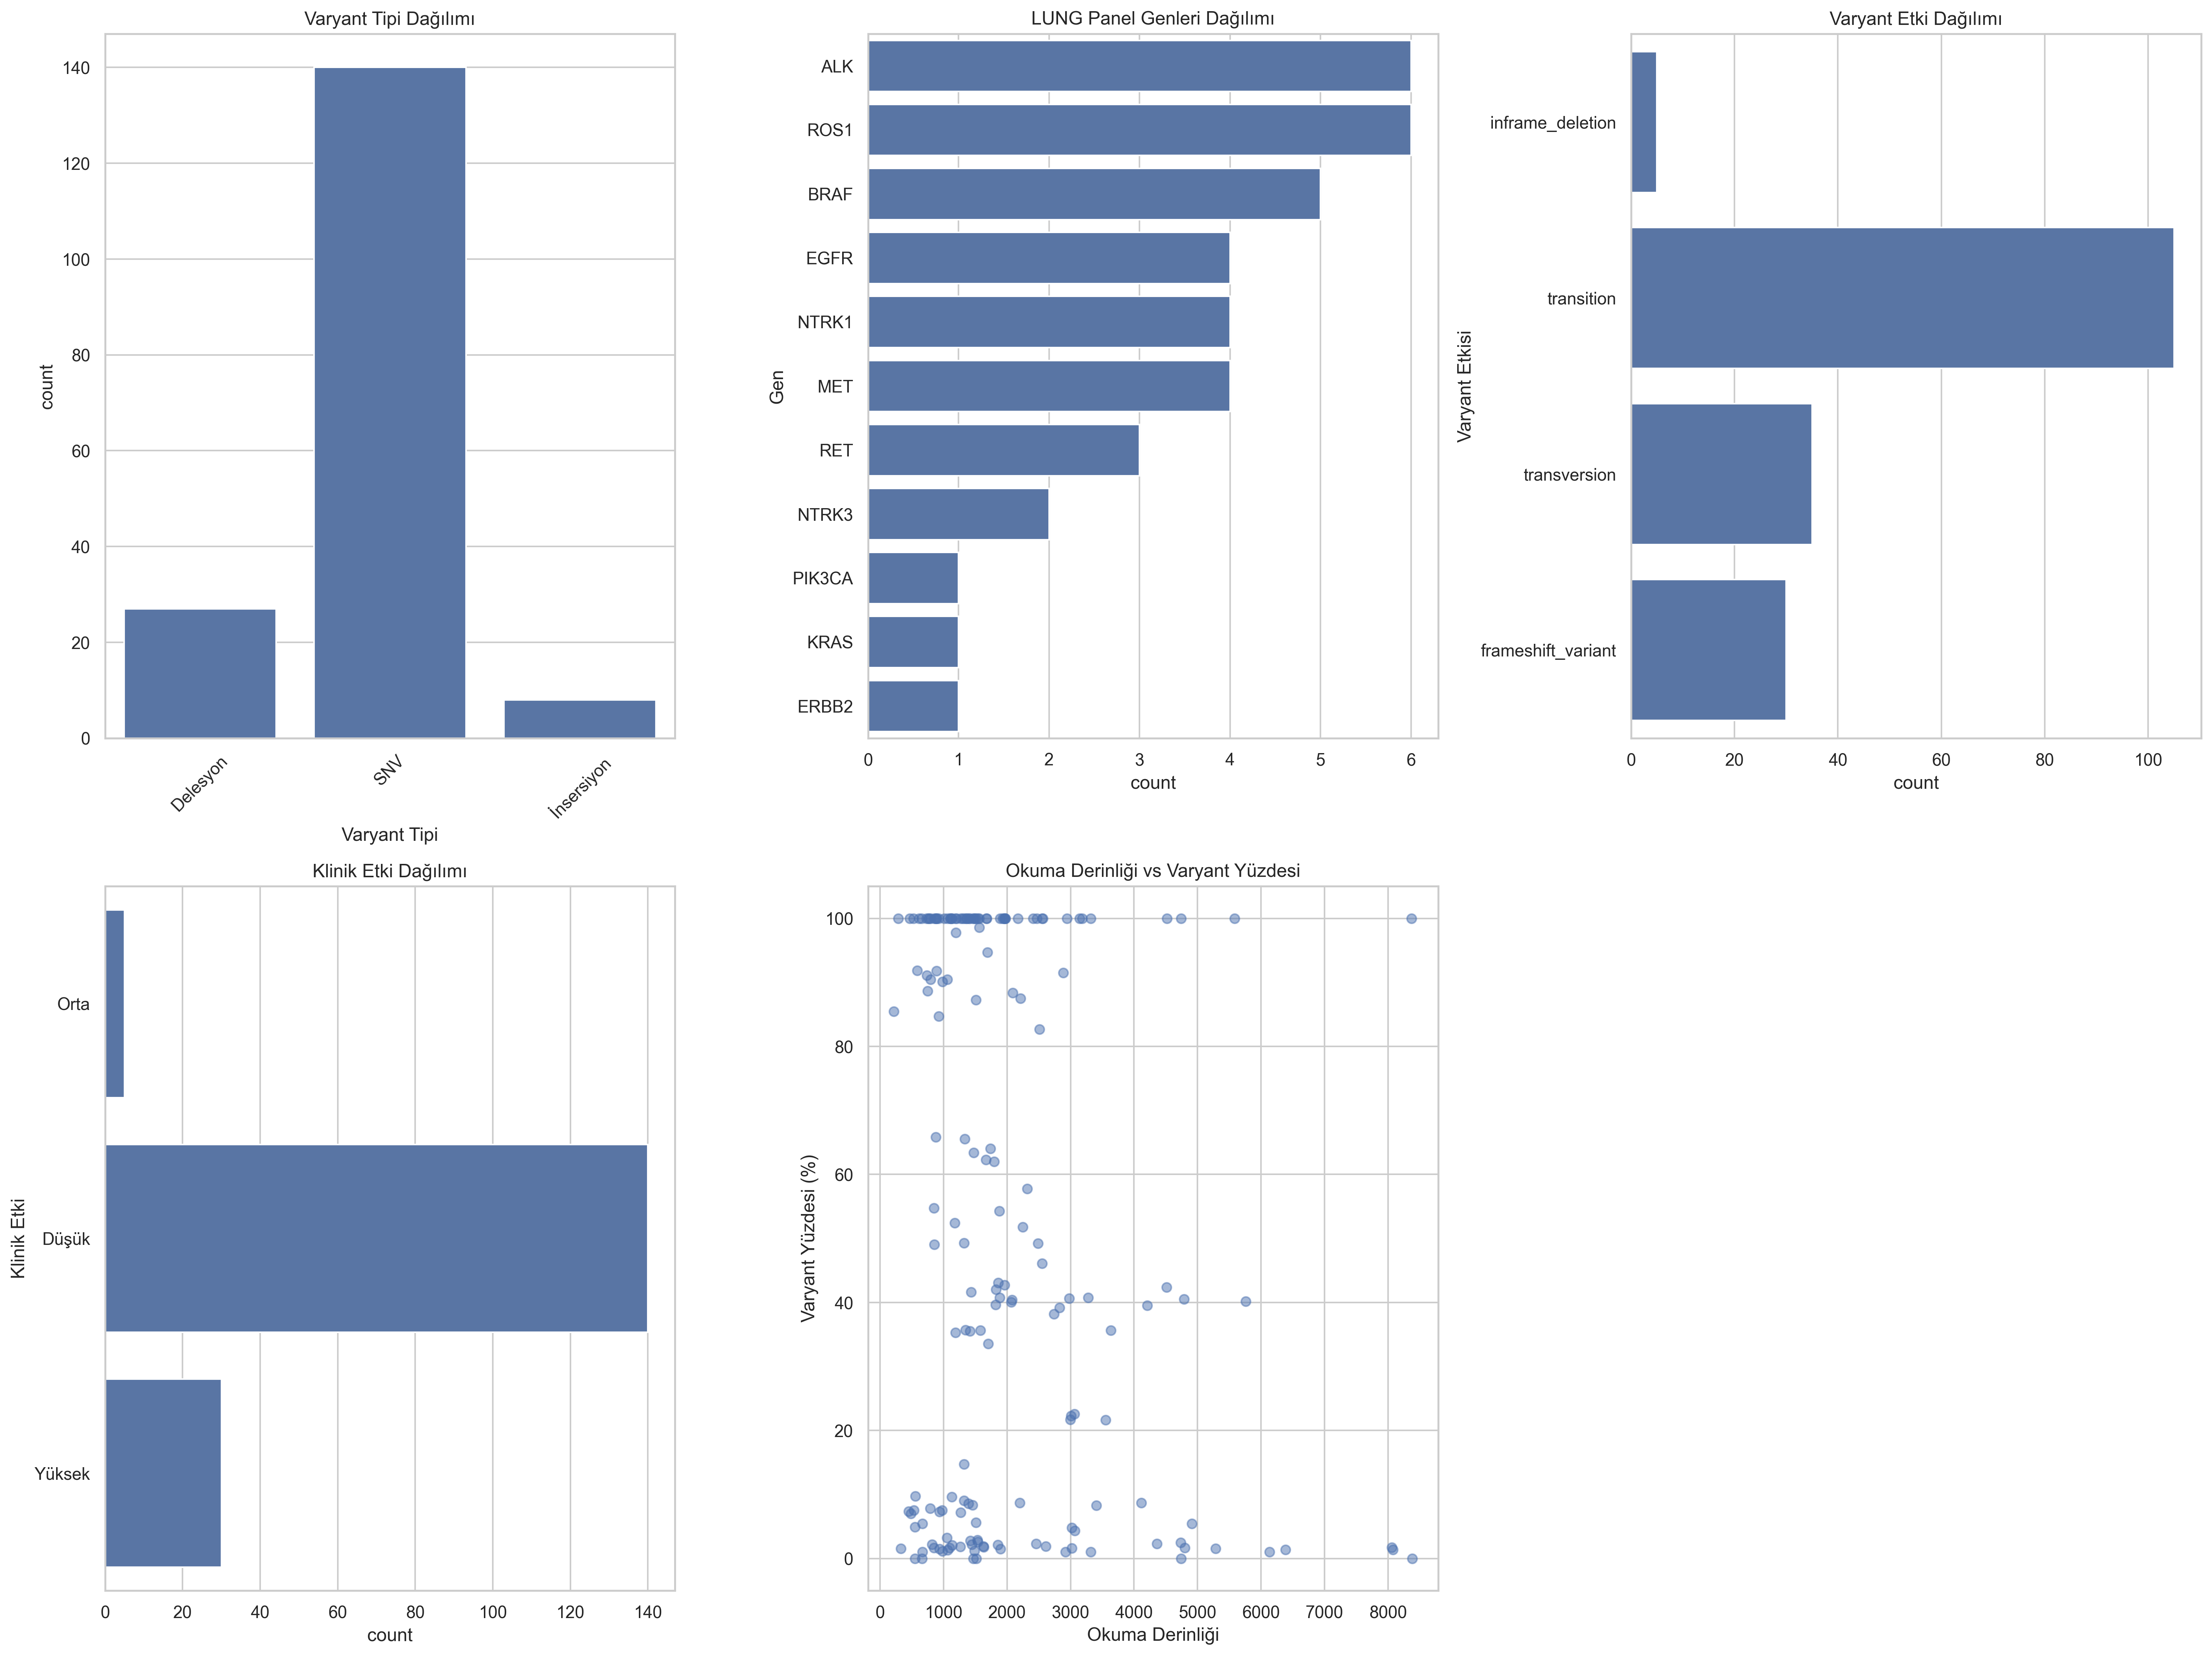 Varyant Tipi Dağılımı
140
120
100
80
60
40
20
0
count
Delesyon
SNV
İnsersiyon
Varyant Tipi
LUNG Panel Genleri Dağılımı
ALK
ROS1
BRAF
EGFR
NTRK1
MET
RET
NTRK3
PIK3CA
KRAS
ERBB2
Gen
0 1 2 3 4 5 6
count
Varyant Etki Dağılımı
inframe_deletion
transition
transversion
frameshift_variant
Varyant Etkisi
0 20 40 60 80 100
count
Klinik Etki Dağılımı
Orta
Düşük
Yüksek
Klinik Etki
0 20 40 60 80 100 120 140
count
Okuma Derinliği vs Varyant Yüzdesi
100
80
60
40
20
0
Varyant Yüzdesi (%)
0 1000 2000 3000 4000 5000 6000 7000 8000
Okuma Derinliği